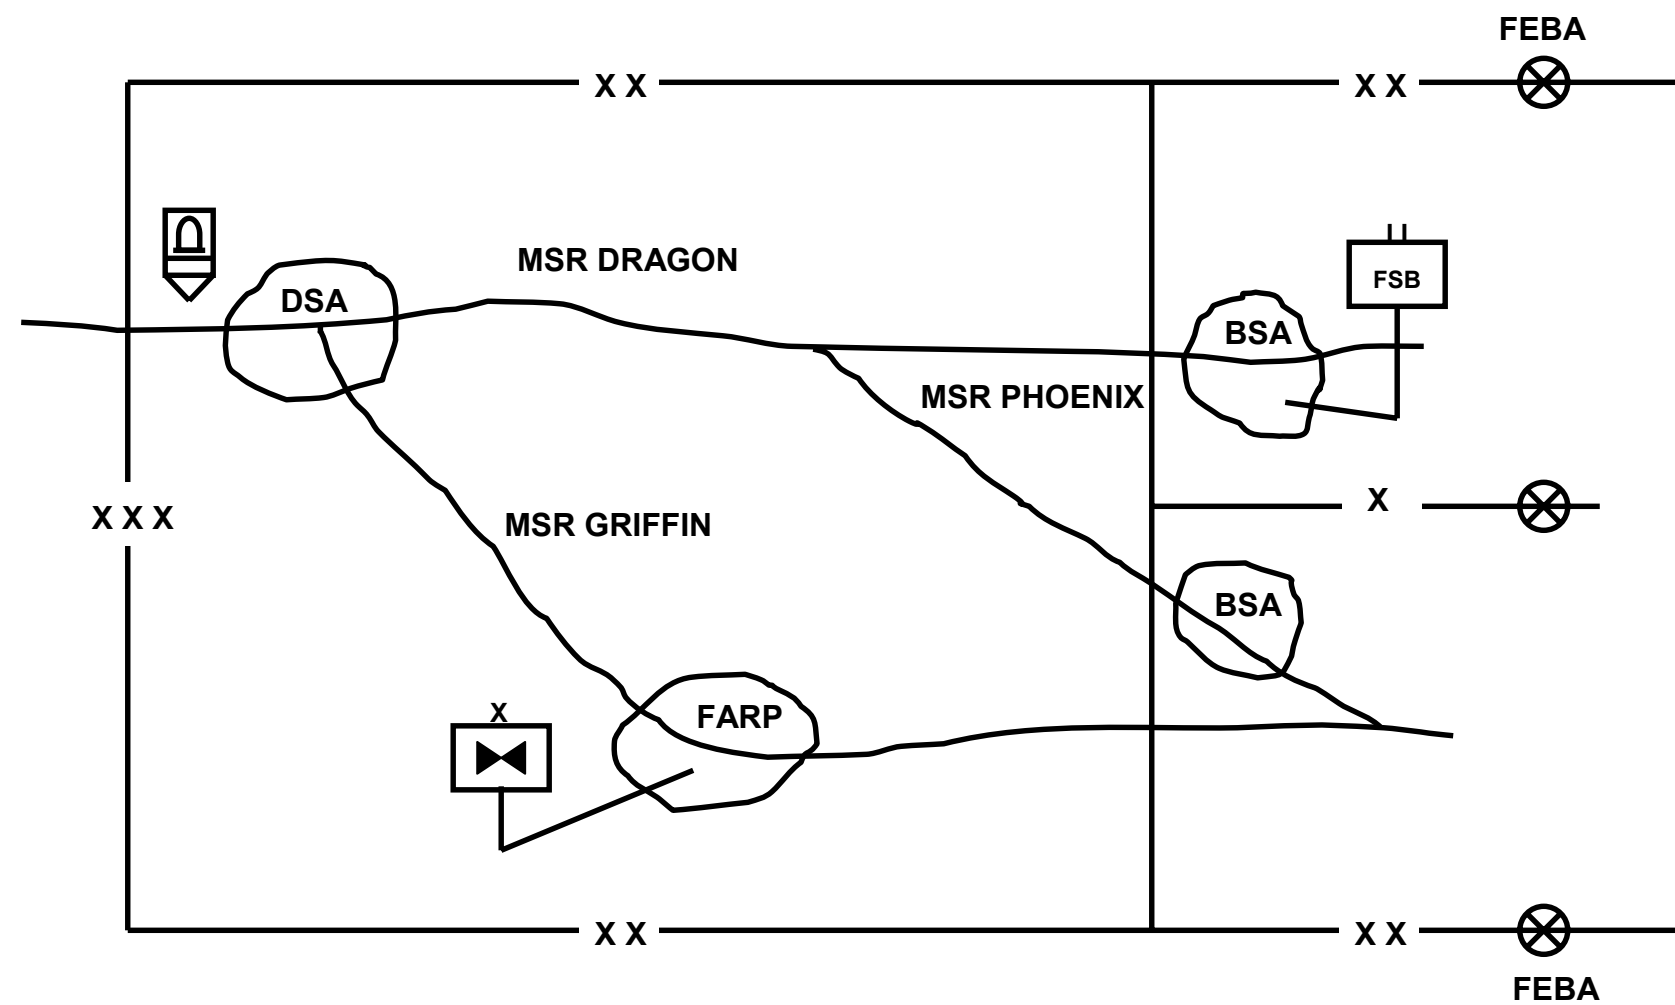 FEBA
X X
X X
MSR DRAGON
DSA
FSB
BSA
MSR PHOENIX
X
X X X
MSR GRIFFIN
BSA
X
FARP
X X
X X
FEBA